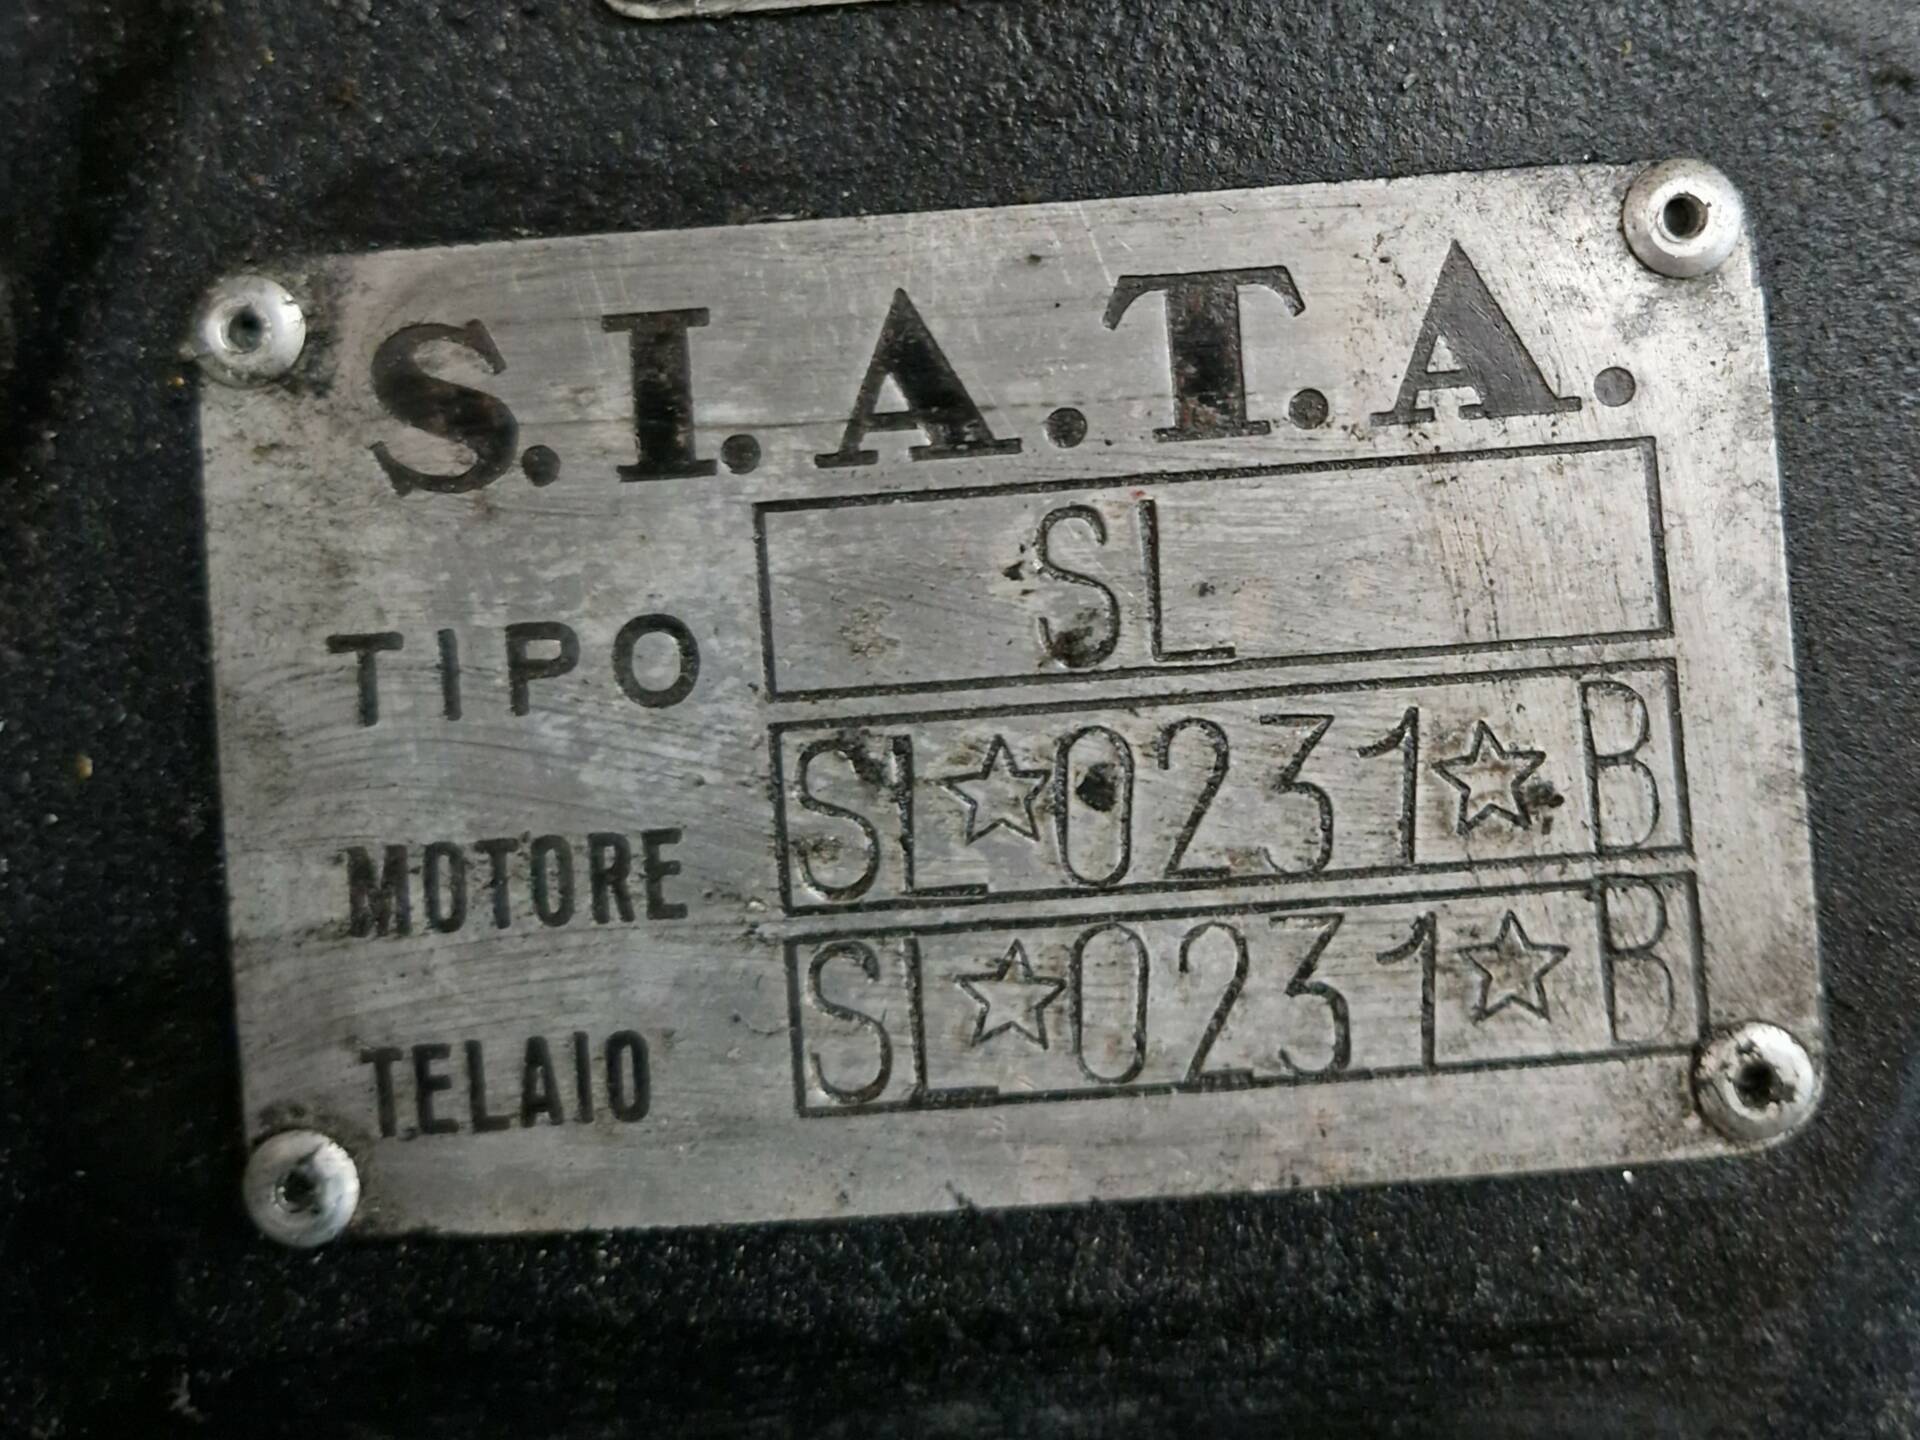 S.I.A.T.A.
TIPO SL
MOTORE SL☆0231☆B
TELAIO SL☆0231☆B